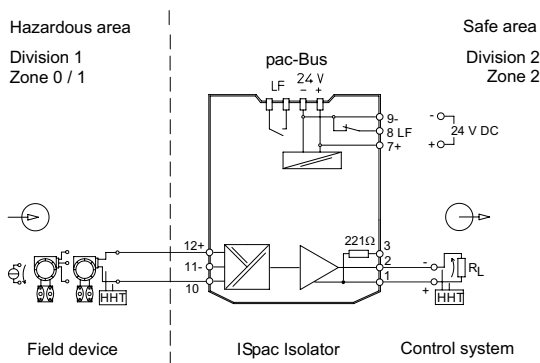 Hazardous area
Safe area
Division 1
Zone 0 / 1
Division 2
Zone 2
pac-Bus
LF
24 V
− +
9-
8 LF
7+
-
+
24 V DC
12+
11-
10
221Ω
3
2
1
-
+
RL
HHT
HHT
Field device
ISpac Isolator
Control system